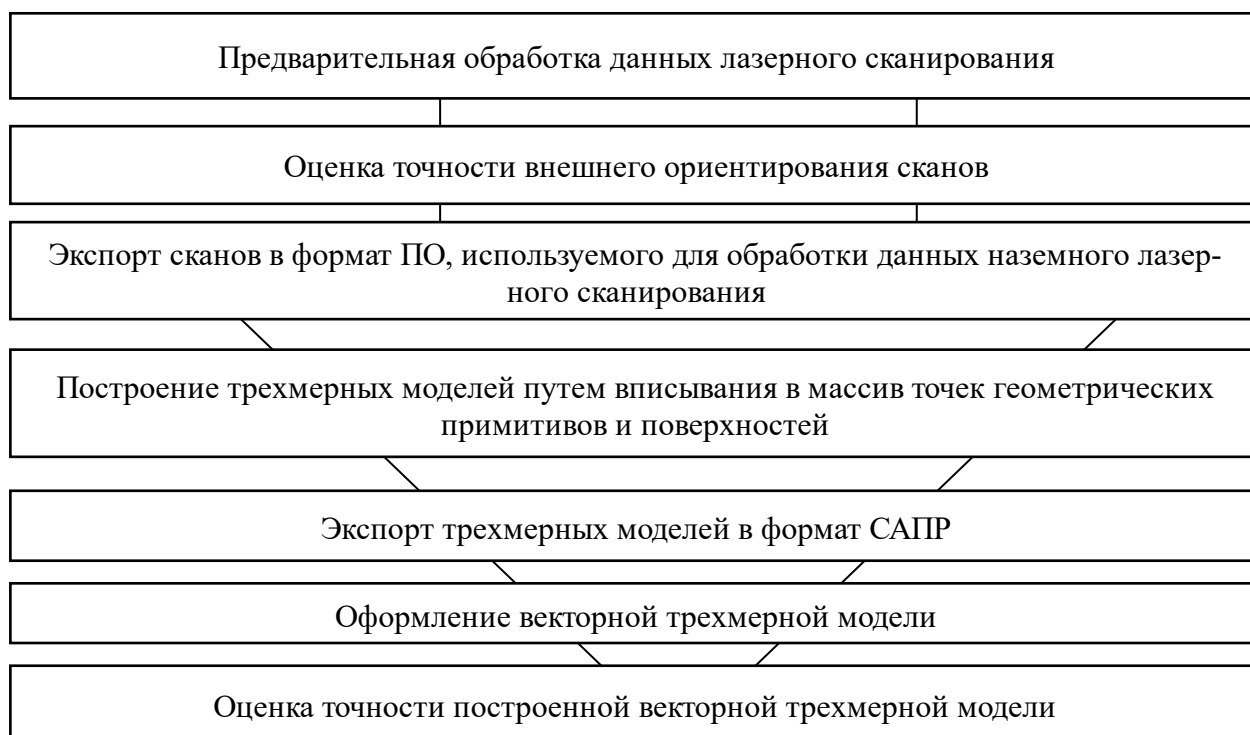 Предварительная обработка данных лазерного сканирования
Оценка точности внешнего ориентирования сканов
Экспорт сканов в формат ПО, используемого для обработки данных наземного лазер-
ного сканирования
Построение трехмерных моделей путем вписывания в массив точек геометрических
примитивов и поверхностей
Экспорт трехмерных моделей в формат САПР
Оформление векторной трехмерной модели
Оценка точности построенной векторной трехмерной модели